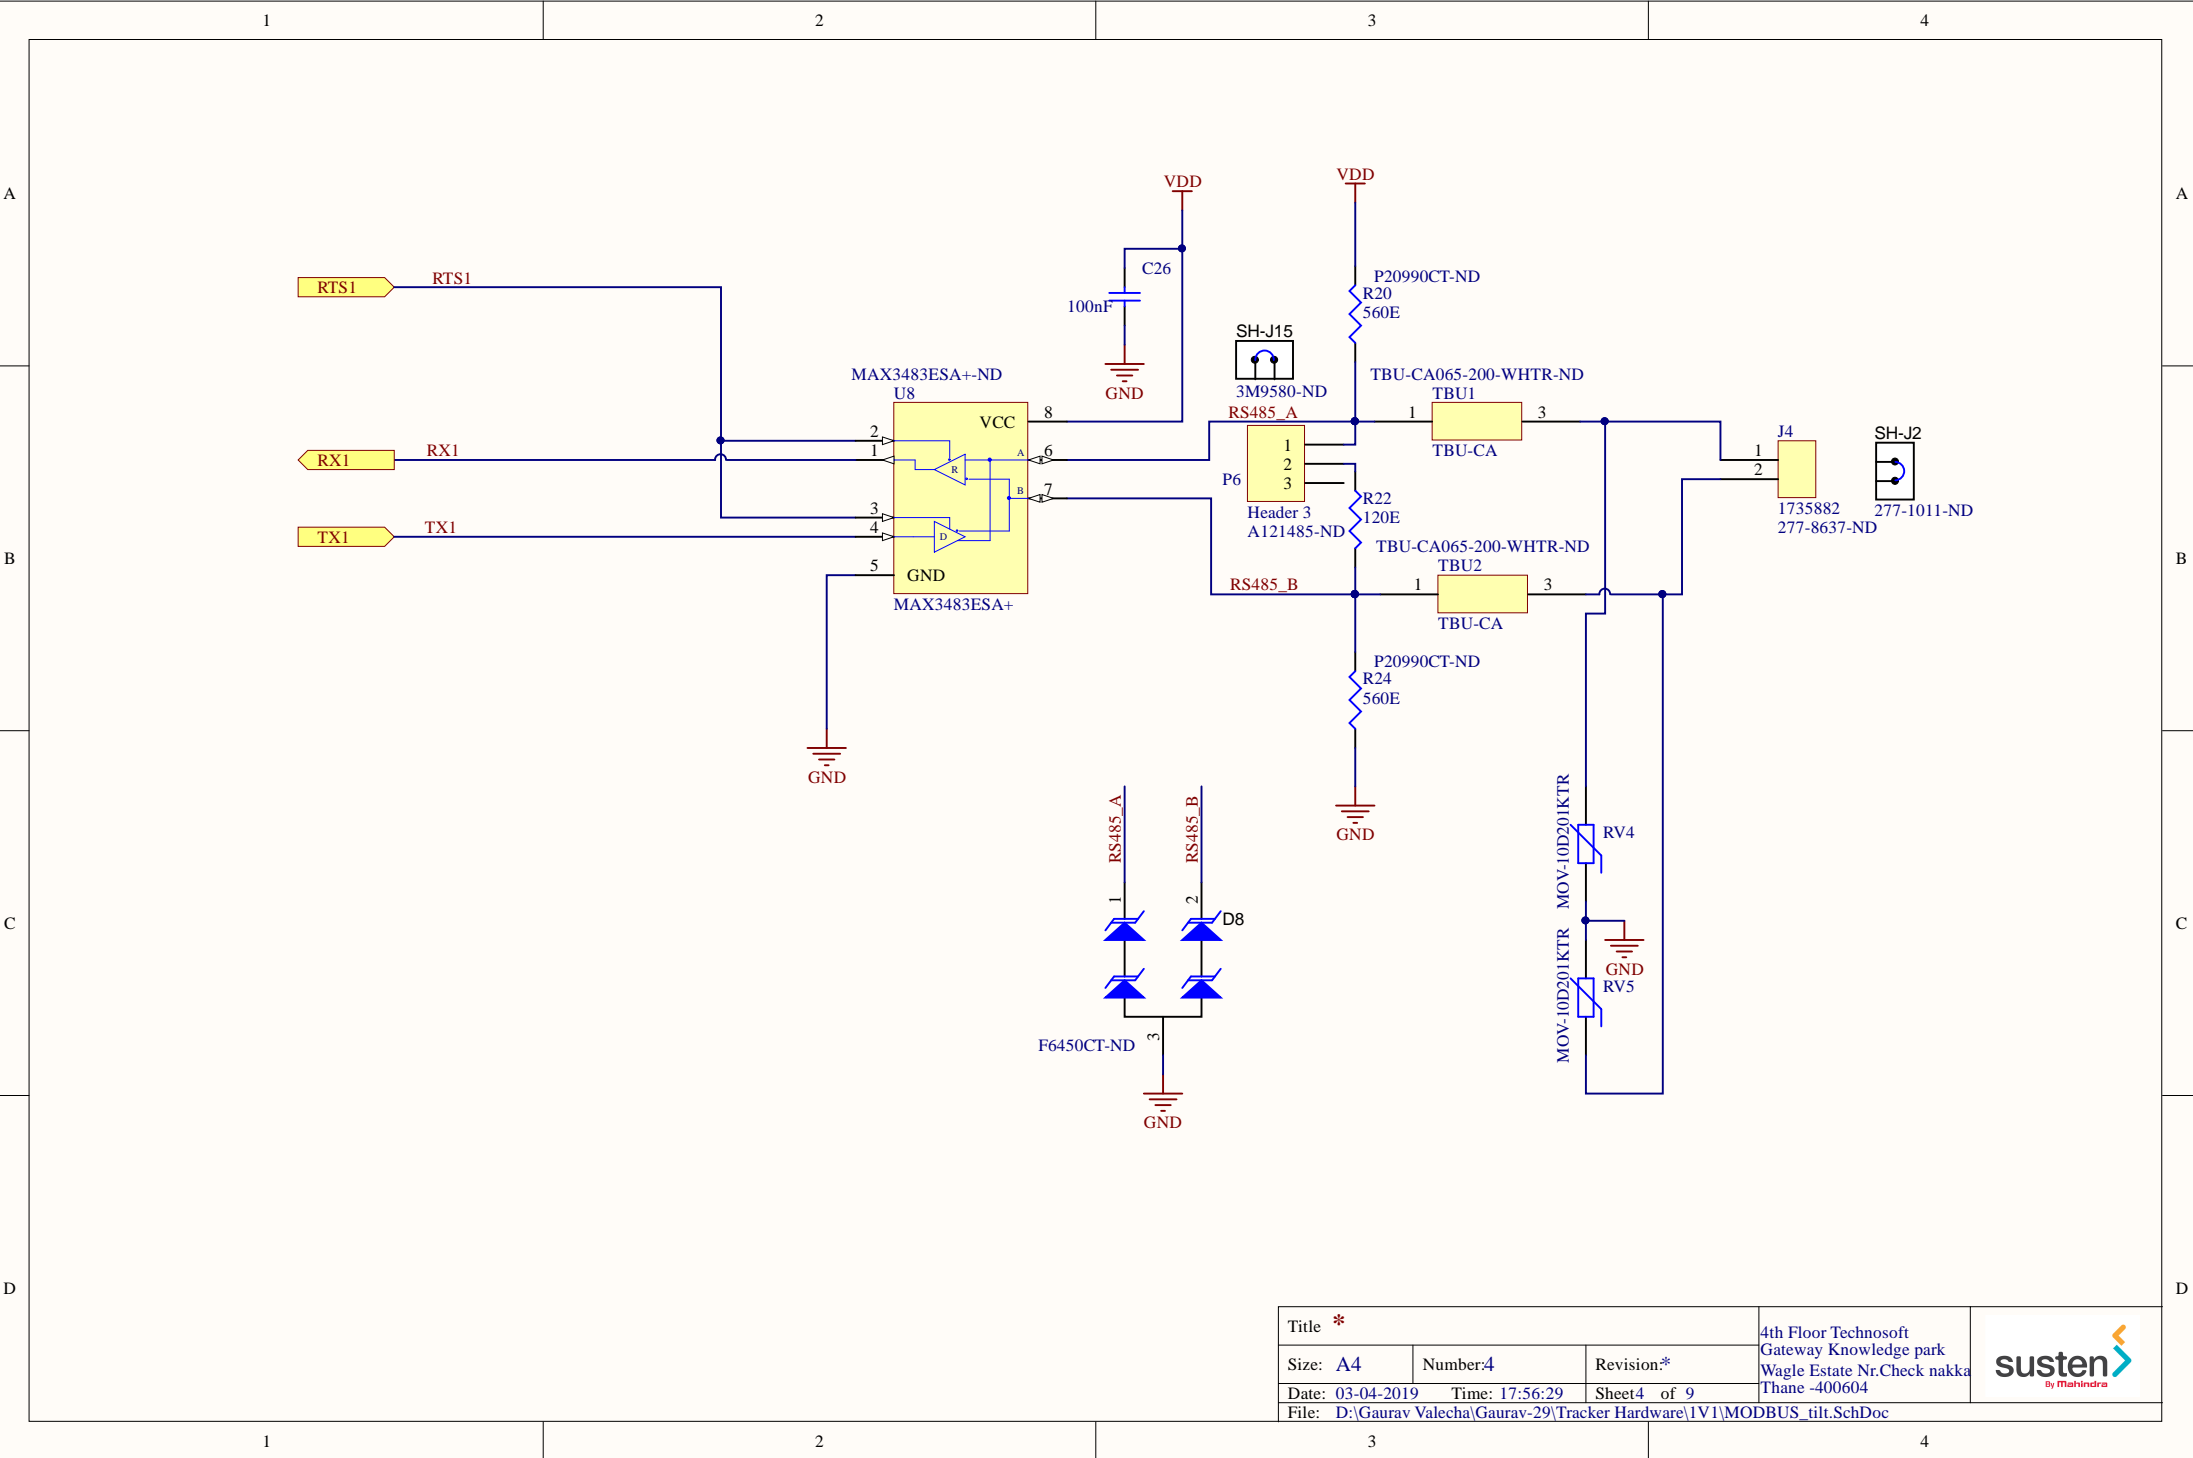 1 2 3 4
A A
VDD
VDD
P20990CT-ND
R20
560E
C26
100nF
GND
RTS1 RTS1
SH-J15
3M9580-ND
MAX3483ESA+-ND
U8
VCC 8
2
RX1 RX1 1
R
A 6
B 7
3
TX1 TX1 4
D
5 GND
MAX3483ESA+
GND
RS485_A
1
2
3
P6
Header 3
A121485-ND
R22
120E
RS485_B
TBU-CA065-200-WHTR-ND
TBU1
1 3
TBU-CA
TBU-CA065-200-WHTR-ND
TBU2
1 3
TBU-CA
J4
1
2
1735882
277-8637-ND
SH-J2
277-1011-ND
B B
P20990CT-ND
R24
560E
GND
RS485_A
RS485_B
1 2
D8
3
F6450CT-ND
GND
MOV-10D201KTR
RV4
GND
MOV-10D201KTR
RV5
C C
D D
Title *
Size: A4 Number:4 Revision:*
Date: 03-04-2019 Time: 17:56:29 Sheet4 of 9
File: D:\Gaurav Valecha\Gaurav-29\Tracker Hardware\1V1\MODBUS_tilt.SchDoc
4th Floor Technosoft
Gateway Knowledge park
Wagle Estate Nr.Check nakka
Thane -400604
susten
By Mahindra
1 2 3 4